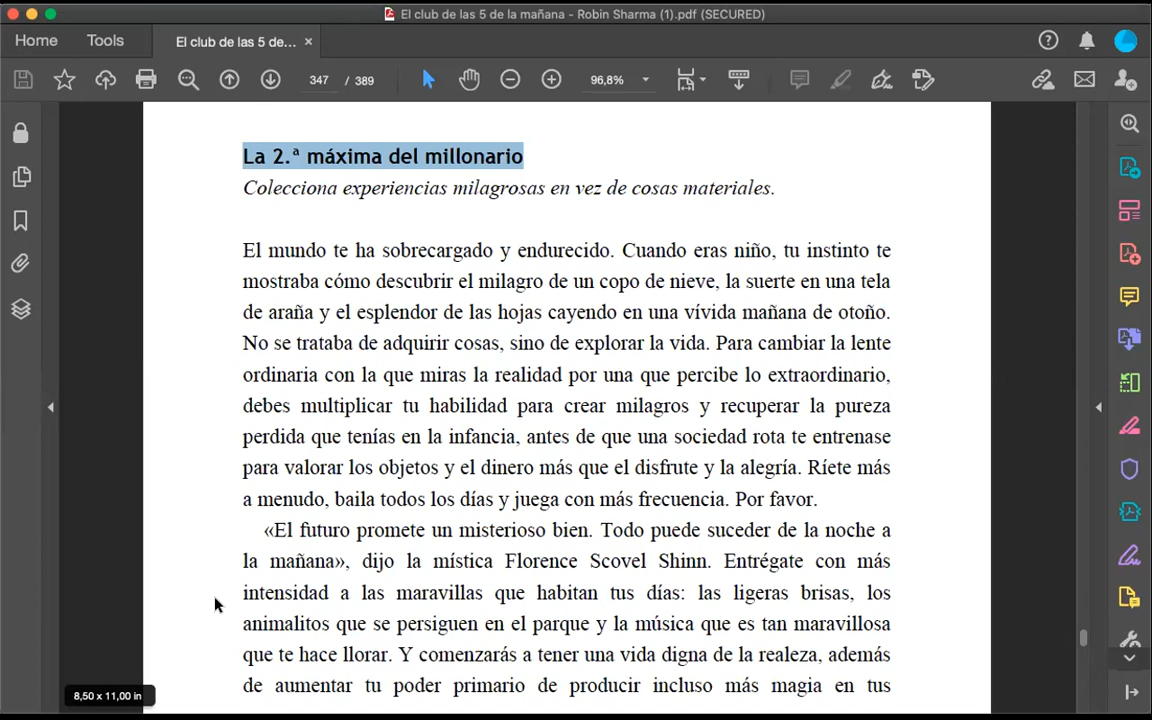 El club de las 5 de la mañana - Robin Sharma (1).pdf (SECURED)
Home
Tools
El club de las 5 de... ×
347 / 389
96,8%
La 2.ª máxima del millonario
Colecciona experiencias milagrosas en vez de cosas materiales.
El mundo te ha sobrecargado y endurecido. Cuando eras niño, tu instinto te
mostraba cómo descubrir el milagro de un copo de nieve, la suerte en una tela
de araña y el esplendor de las hojas cayendo en una vívida mañana de otoño.
No se trataba de adquirir cosas, sino de explorar la vida. Para cambiar la lente
ordinaria con la que miras la realidad por una que percibe lo extraordinario,
debes multiplicar tu habilidad para crear milagros y recuperar la pureza
perdida que tenías en la infancia, antes de que una sociedad rota te entrenase
para valorar los objetos y el dinero más que el disfrute y la alegría. Ríete más
a menudo, baila todos los días y juega con más frecuencia. Por favor.
«El futuro promete un misterioso bien. Todo puede suceder de la noche a
la mañana», dijo la mística Florence Scovel Shinn. Entrégate con más
intensidad a las maravillas que habitan tus días: las ligeras brisas, los
animalitos que se persiguen en el parque y la música que es tan maravillosa
que te hace llorar. Y comenzarás a tener una vida digna de la realeza, además
de aumentar tu poder primario de producir incluso más magia en tus
8,50 x 11,00 in